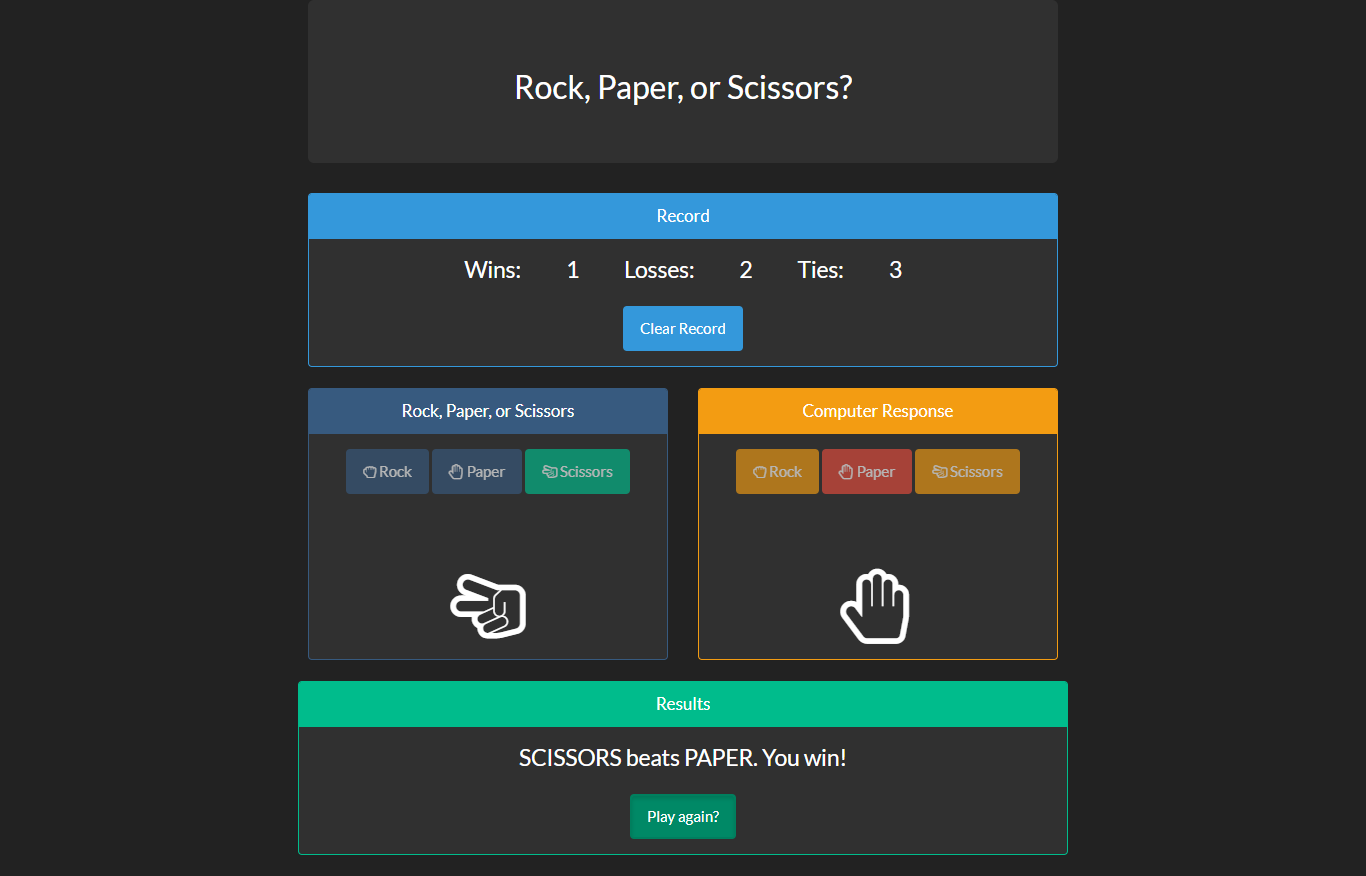 Rock, Paper, or Scissors?
Record
Wins: 1 Losses: 2 Ties: 3
Clear Record
Rock, Paper, or Scissors
Rock Paper Scissors
Computer Response
Rock Paper Scissors
Results
SCISSORS beats PAPER. You win!
Play again?